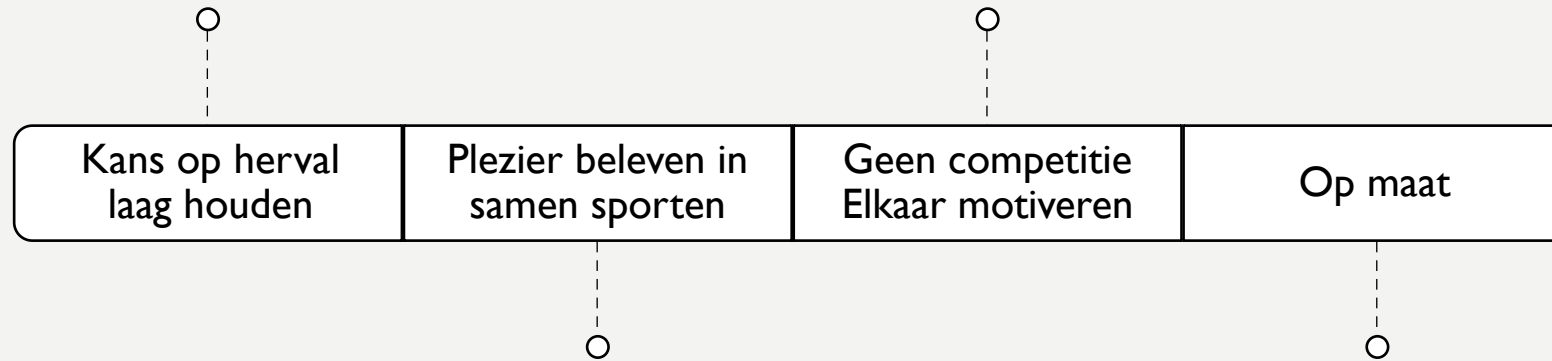 Kans op herval
laag houden
Plezier beleven in
samen sporten
Geen competitie
Elkaar motiveren
Op maat